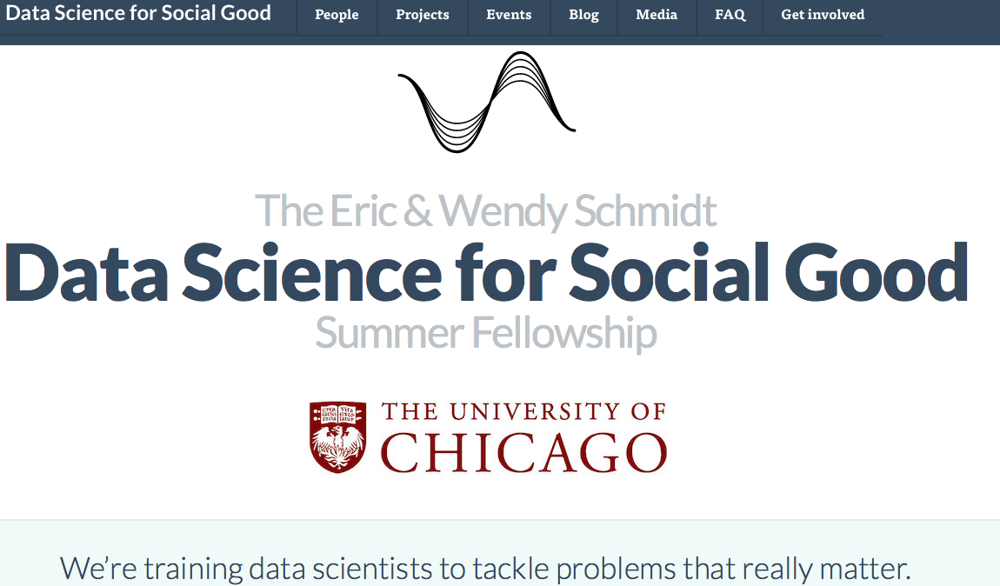 Data Science for Social Good People Projects Events Blog Media FAQ Get involved
The Eric & Wendy Schmidt
Data Science for Social Good
Summer Fellowship
THE UNIVERSITY OF
CHICAGO
We’re training data scientists to tackle problems that really matter.